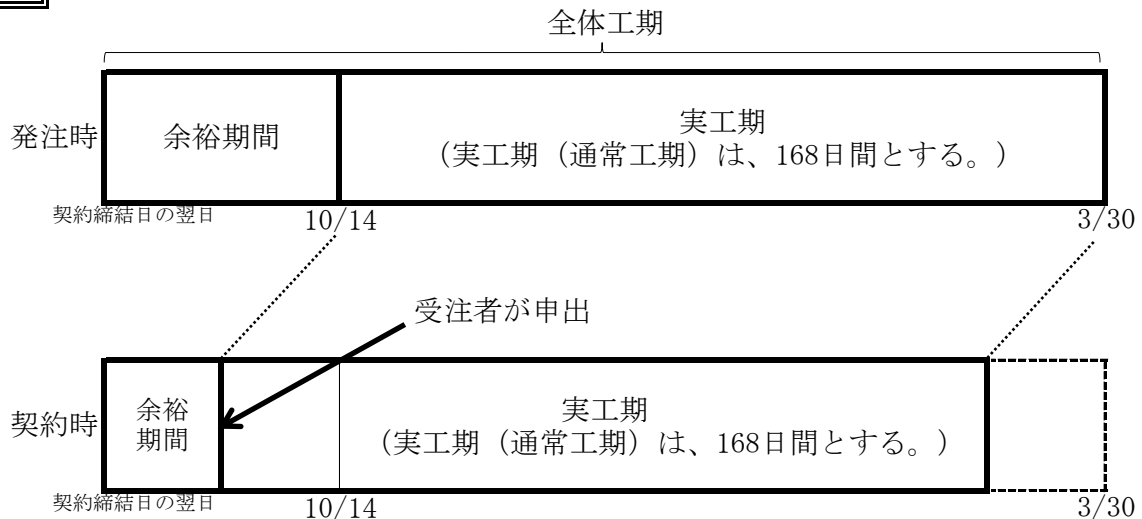 全体工期
発注時
余裕期間
実工期
（実工期（通常工期）は、168日間とする。）
契約締結日の翌日
10/14
3/30
受注者が申出
契約時
余裕
期間
実工期
（実工期（通常工期）は、168日間とする。）
契約締結日の翌日
10/14
3/30